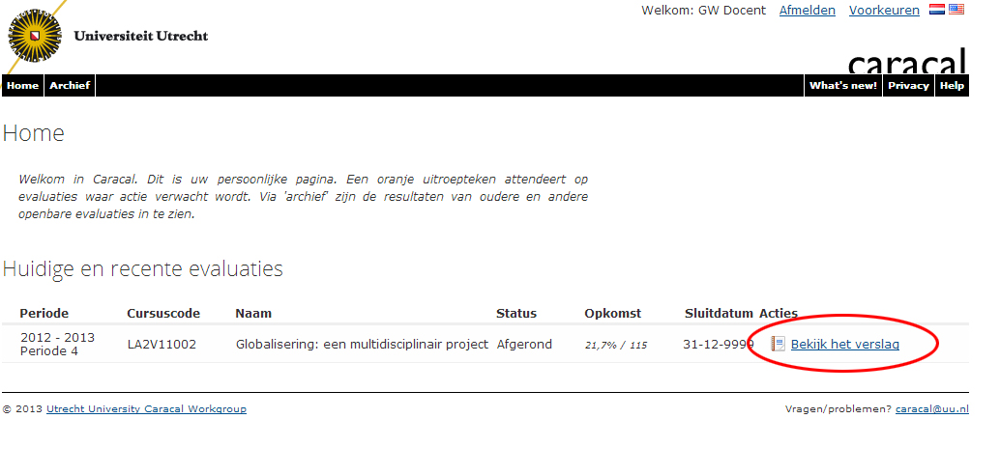 Welkom: GW Docent Afmelden Voorkeuren
Universiteit Utrecht
caracal
Home Archief What's new! Privacy Help
Home
Welkom in Caracal. Dit is uw persoonlijke pagina. Een oranje uitroepteken attendeert op
evaluaties waar actie verwacht wordt. Via 'archief' zijn de resultaten van oudere en andere
openbare evaluaties in te zien.
Huidige en recente evaluaties
Periode Cursuscode Naam Status Opkomst Sluitdatum Acties
2012 - 2013
Periode 4 LA2V11002 Globalisering: een multidisciplinair project Afgerond 21,7% / 115 31-12-9999 Bekijk het verslag
© 2013 Utrecht University Caracal Workgroup Vragen/problemen? caracal@uu.nl